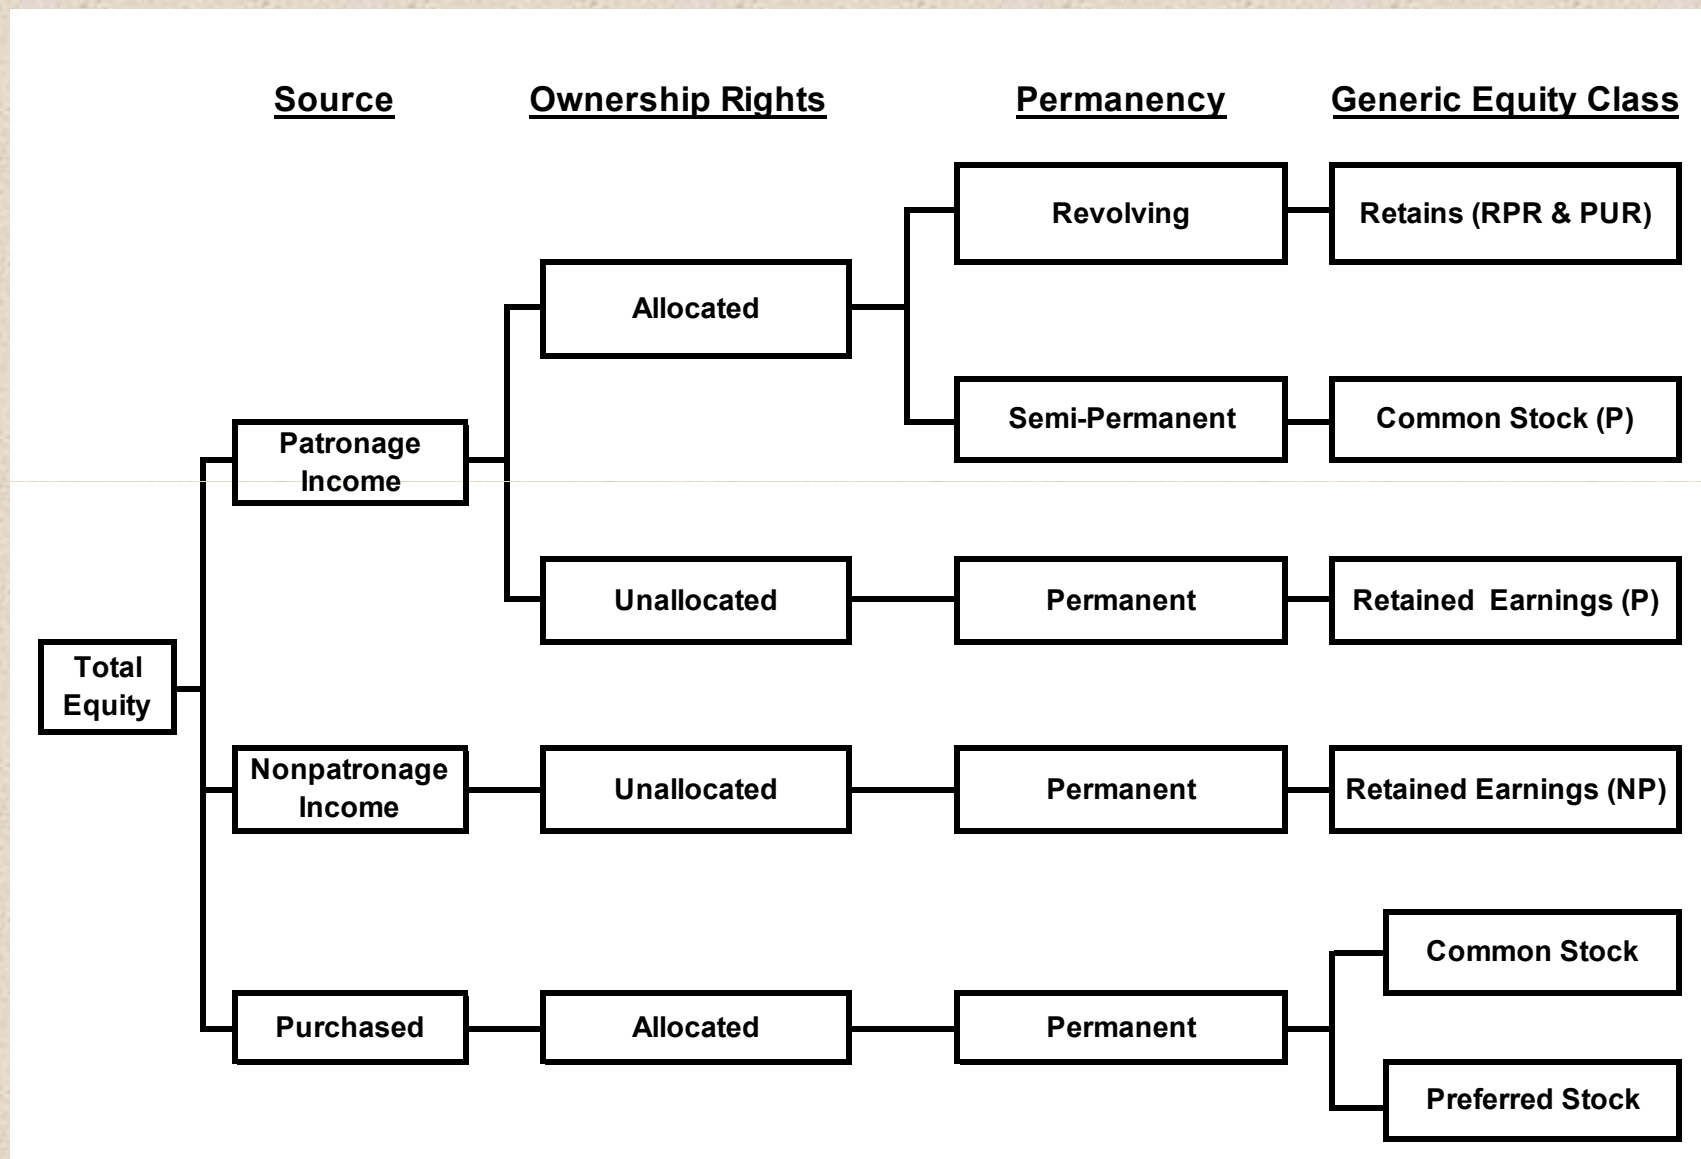 Source Ownership Rights Permanency Generic Equity Class
Revolving Retains (RPR & PUR)
Allocated
Semi-Permanent Common Stock (P)
Patronage
Income
Unallocated Permanent Retained Earnings (P)
Total
Equity
Nonpatronage
Income
Unallocated Permanent Retained Earnings (NP)
Common Stock
Purchased Allocated Permanent
Preferred Stock